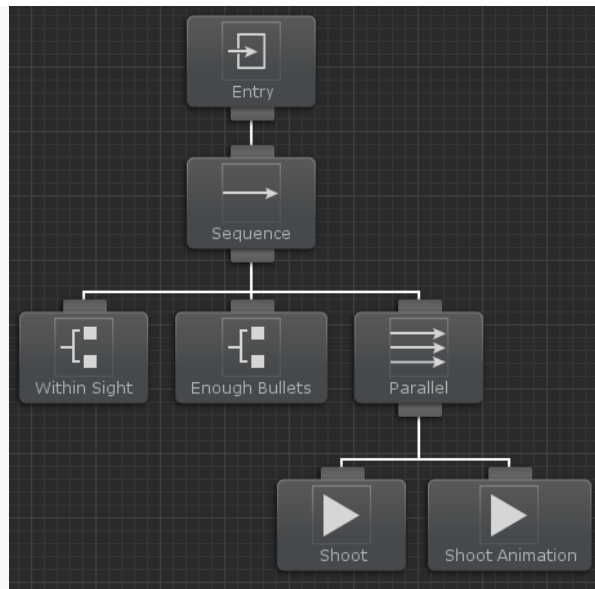 Entry
Sequence
Within Sight
Enough Bullets
Parallel
Shoot
Shoot Animation